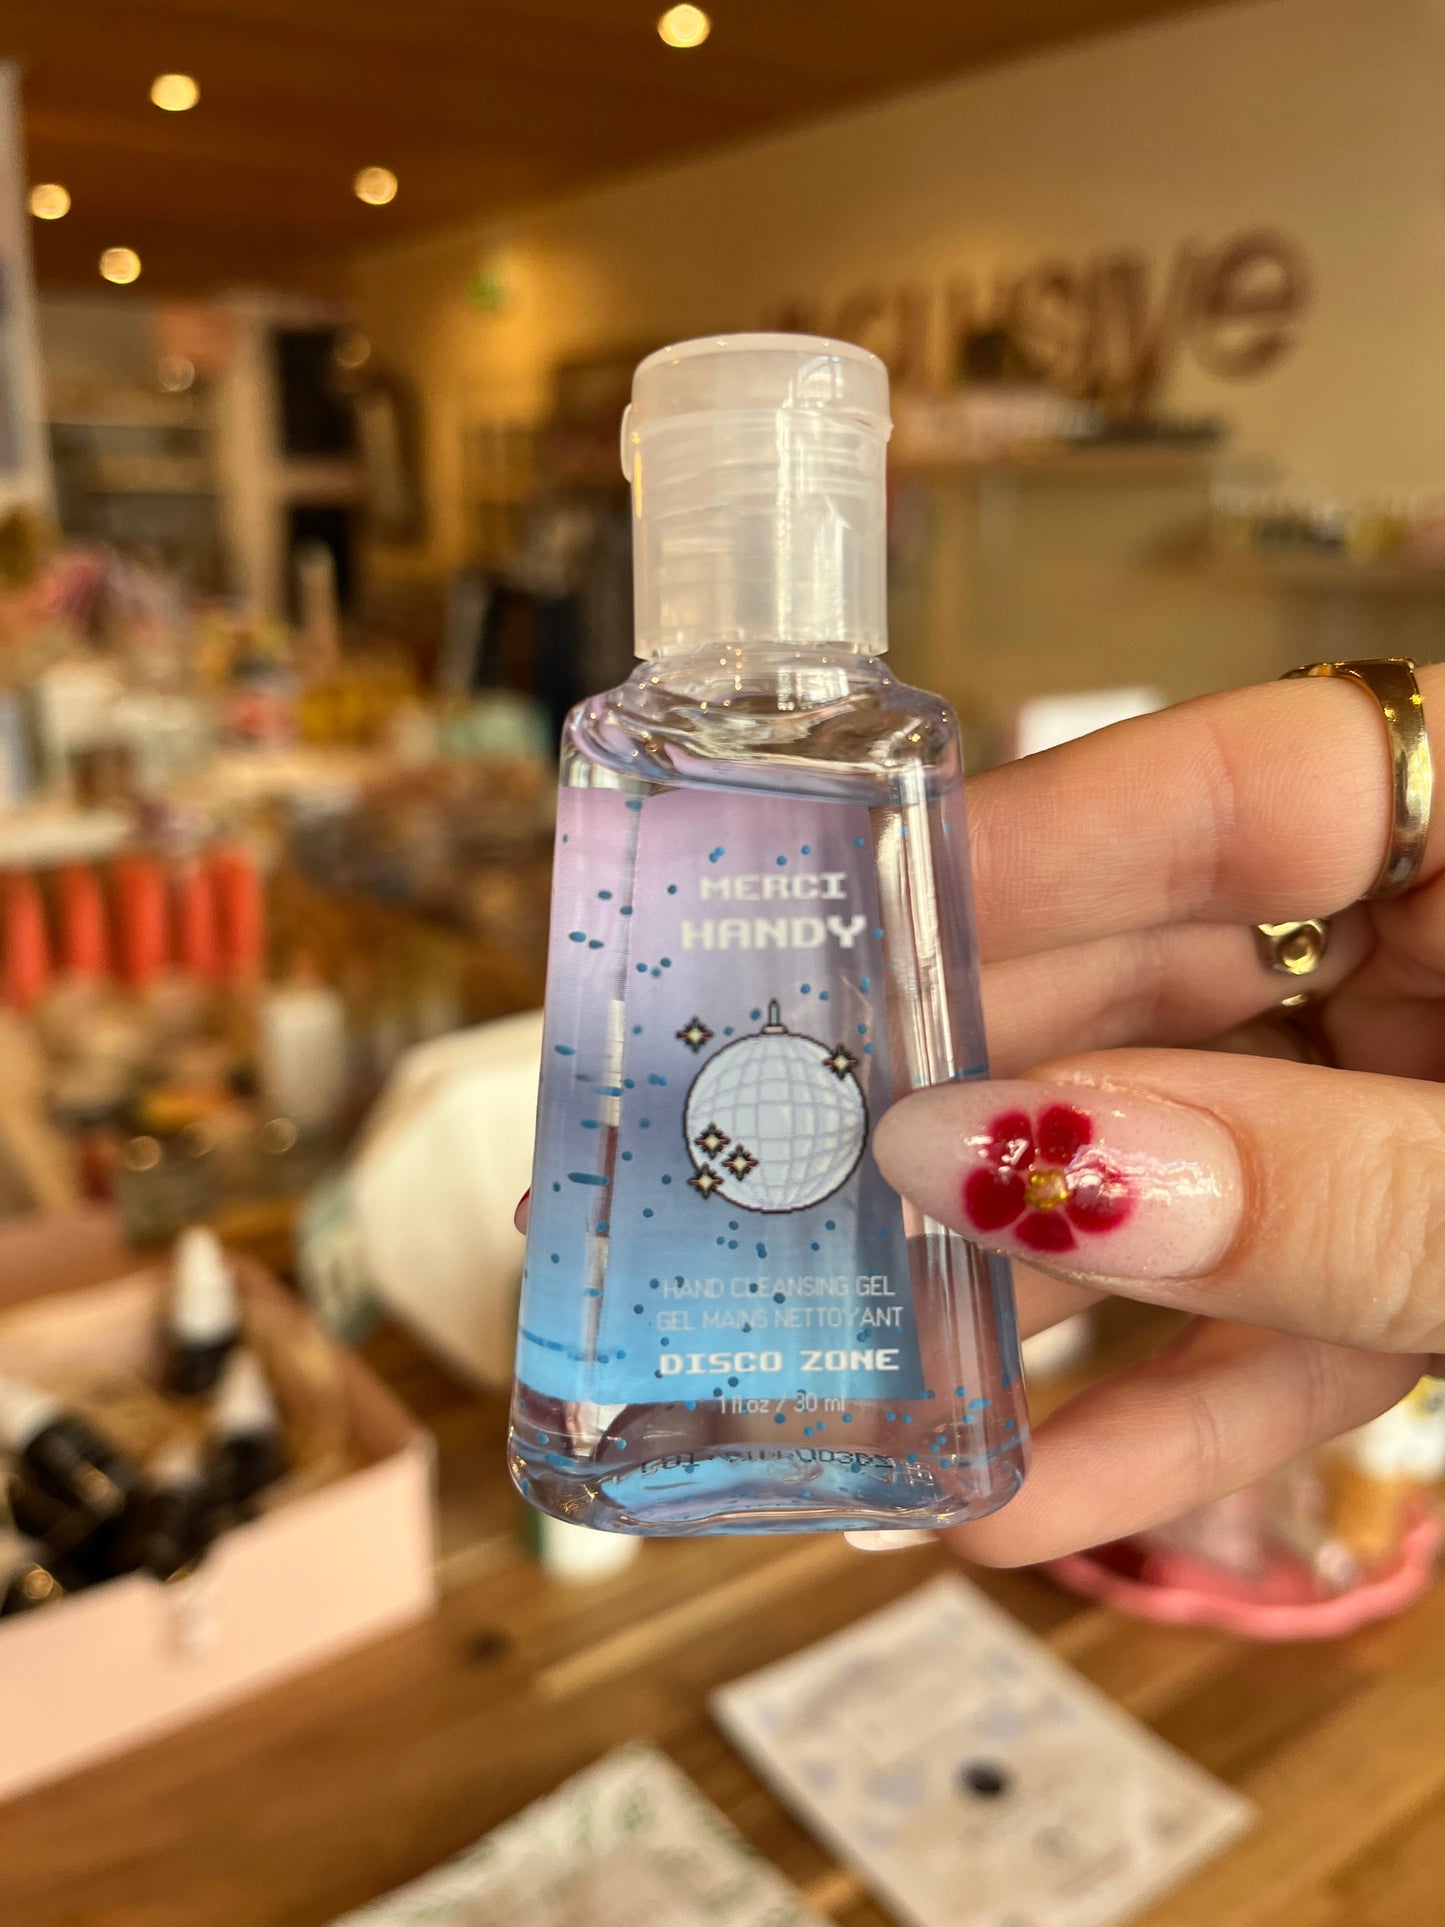 MERCI
HANDY
HAND CLEANSING GEL
GEL MAINS NETTOYANT
DISCO ZONE
1 fl.oz / 30 ml